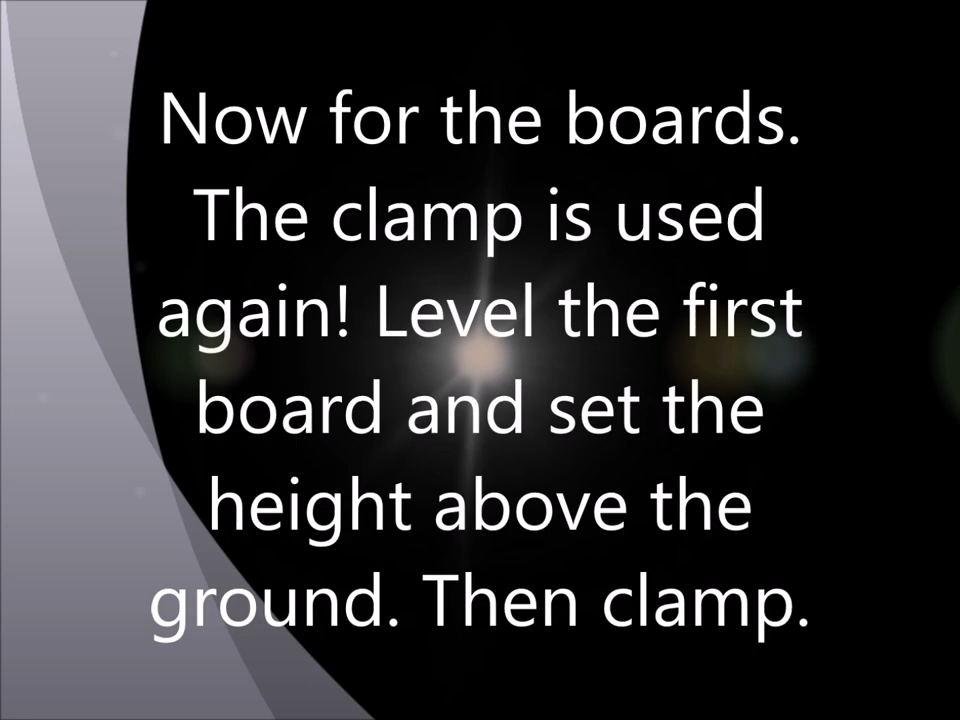 Now for the boards.
The clamp is used
again! Level the first
board and set the
height above the
ground. Then clamp.